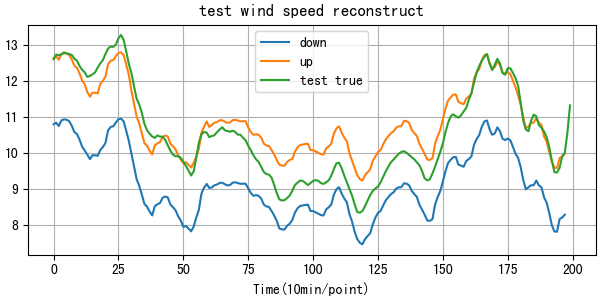 test wind speed reconstruct
down
up
test true
13
12
11
10
9
8
0 25 50 75 100 125 150 175 200
Time(10min/point)